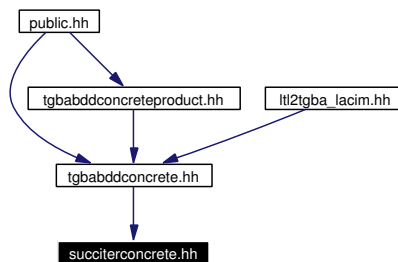 public.hh
tgbabddconcreteproduct.hh
ltl2tgba_lacim.hh
tgbabddconcrete.hh
succiterconcrete.hh